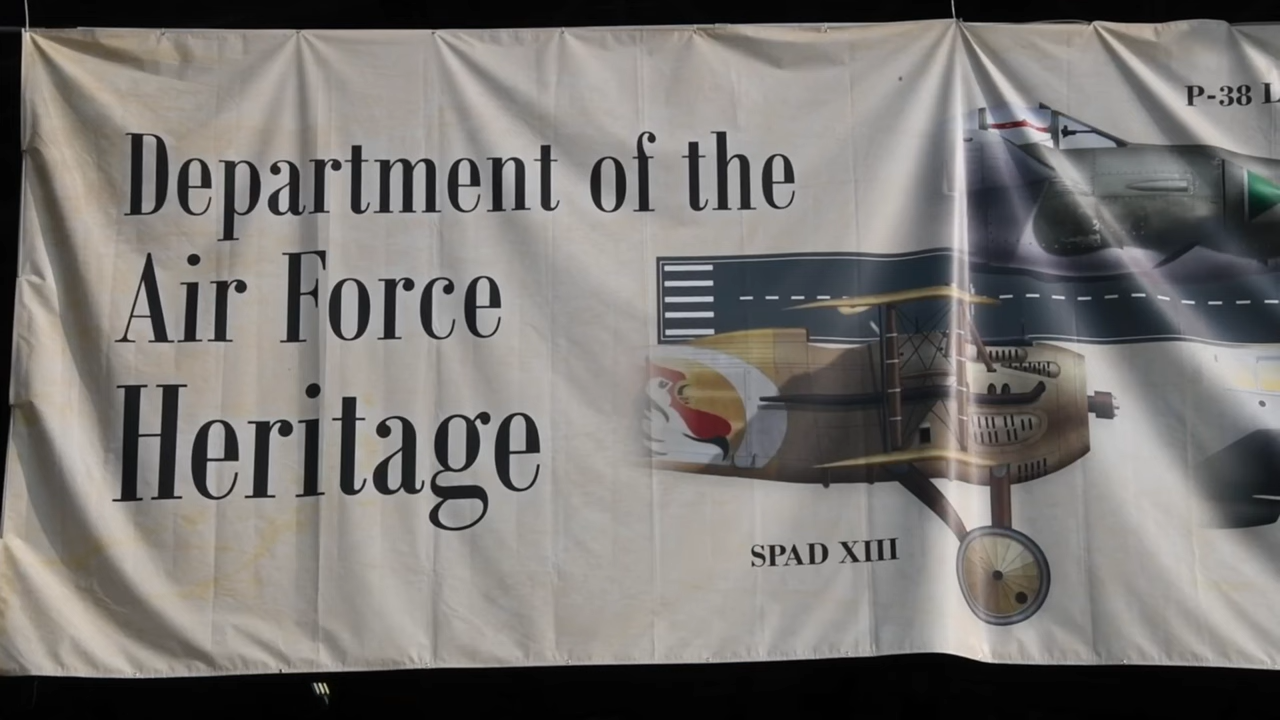 Department of the
Air Force
Heritage
P-38 L
SPAD XIII